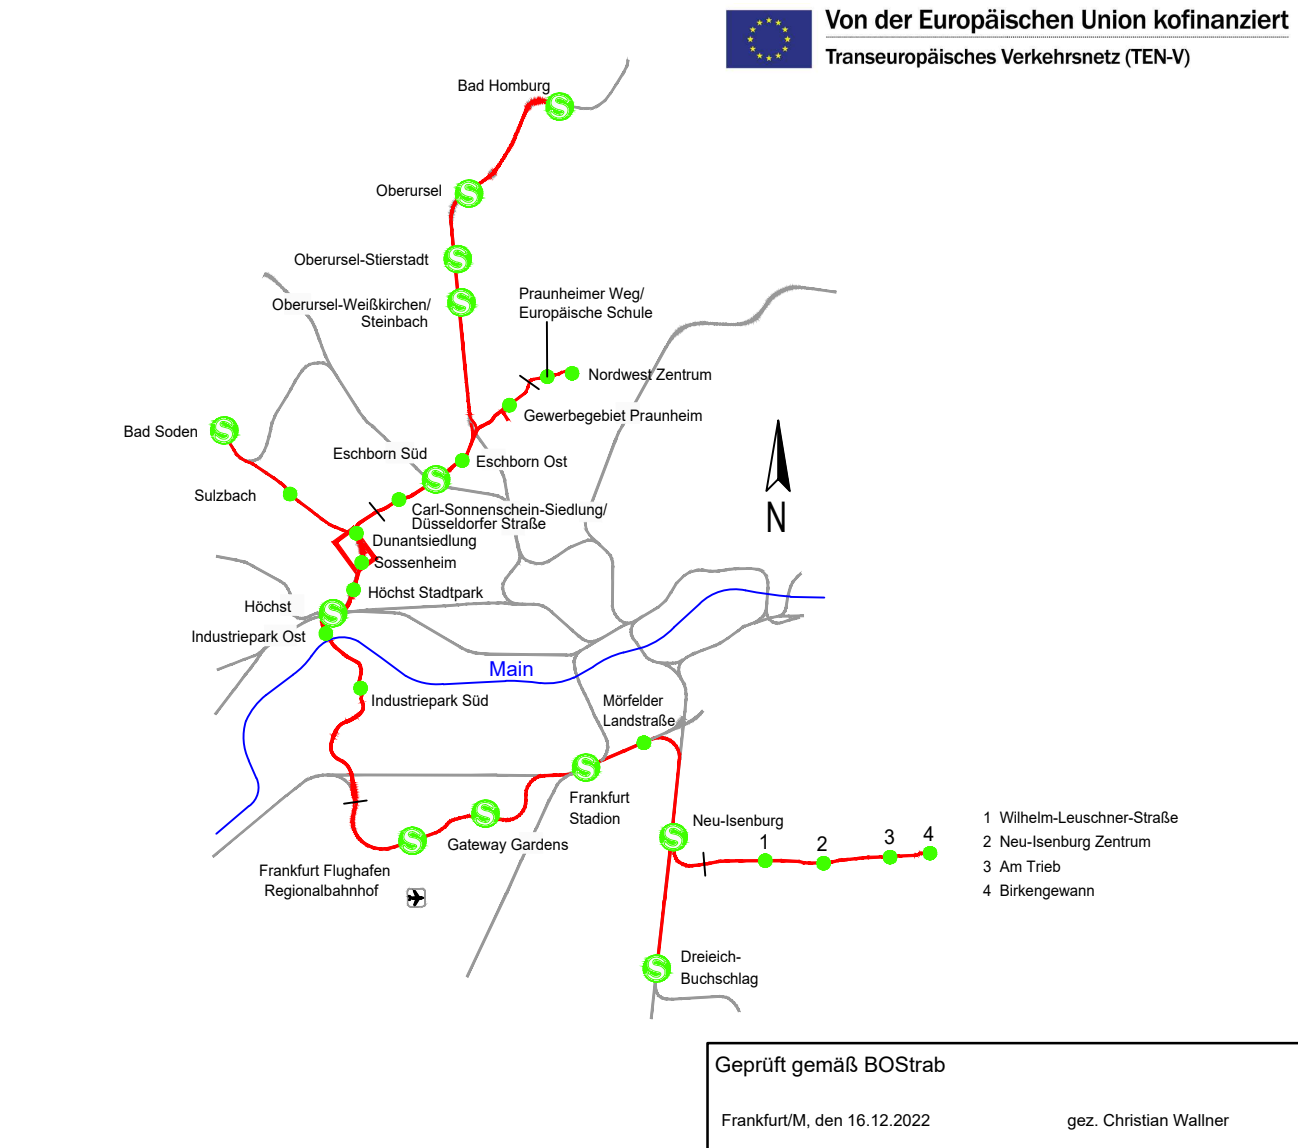 Von der Europäischen Union kofinanziert
Transeuropäisches Verkehrsnetz (TEN-V)
Bad Homburg
Oberursel
Oberursel-Stierstadt
Oberursel-Weißkirchen/
Steinbach
Praunheimer Weg/
Europäische Schule
Nordwest Zentrum
Gewerbegebiet Praunheim
Bad Soden
Eschborn Süd
Eschborn Ost
Sulzbach
Carl-Sonnenschein-Siedlung/
Düsseldorfer Straße
Dunantsiedlung
Sossenheim
Höchst Stadtpark
Höchst
Industriepark Ost
Main
Industriepark Süd
Mörfelder
Landstraße
Frankfurt
Stadion
Gateway Gardens
Frankfurt Flughafen
Regionalbahnhof
Neu-Isenburg
1
2
3
4
Dreieich-
Buchschlag
N
1 Wilhelm-Leuschner-Straße
2 Neu-Isenburg Zentrum
3 Am Trieb
4 Birkengewann
S
S
S
S
S
S
S
S
S
S
S
S
Geprüft gemäß BOStrab
Frankfurt/M, den 16.12.2022 gez. Christian Wallner